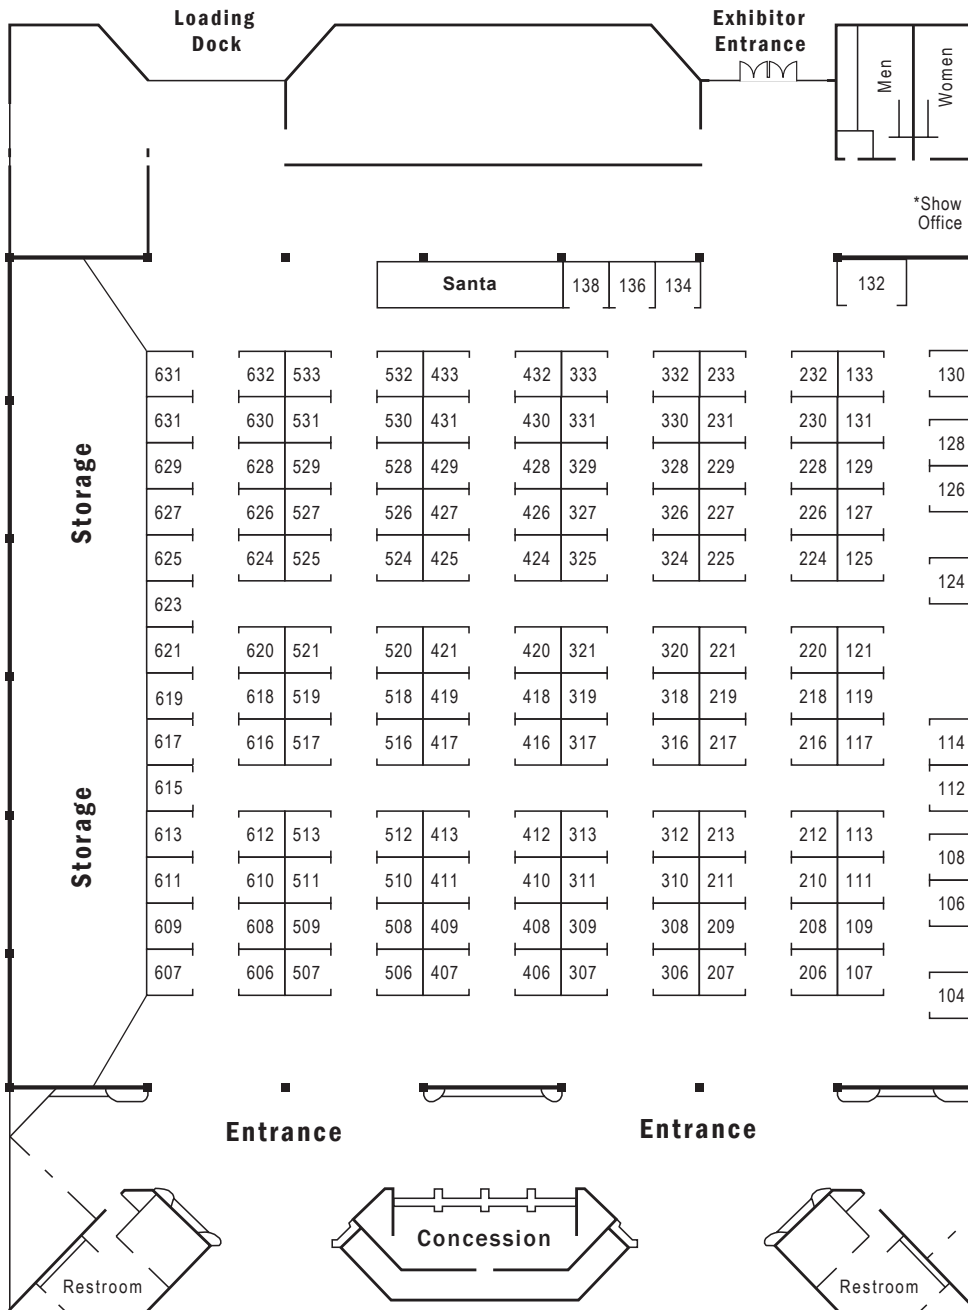 Loading
Dock
Exhibitor
Entrance
Men
Women
*Show
Office
Santa
138 136 134
132
631 632 533 532 433 432 333 332 233 232 133 130
631 630 531 530 431 430 331 330 231 230 131
128
629 628 529 528 429 428 329 328 229 228 129
126
627 626 527 526 427 426 327 326 227 226 127
625 624 525 524 425 424 325 324 225 224 125
124
623
621 620 521 520 421 420 321 320 221 220 121
619 618 519 518 419 418 319 318 219 218 119
617 616 517 516 417 416 317 316 217 216 117 114
615 112
613 612 513 512 413 412 313 312 213 212 113
108
611 610 511 510 411 410 311 310 211 210 111
106
609 608 509 508 409 408 309 308 209 208 109
607 606 507 506 407 406 307 306 207 206 107
104
Storage
Storage
Entrance
Entrance
Concession
Restroom
Restroom